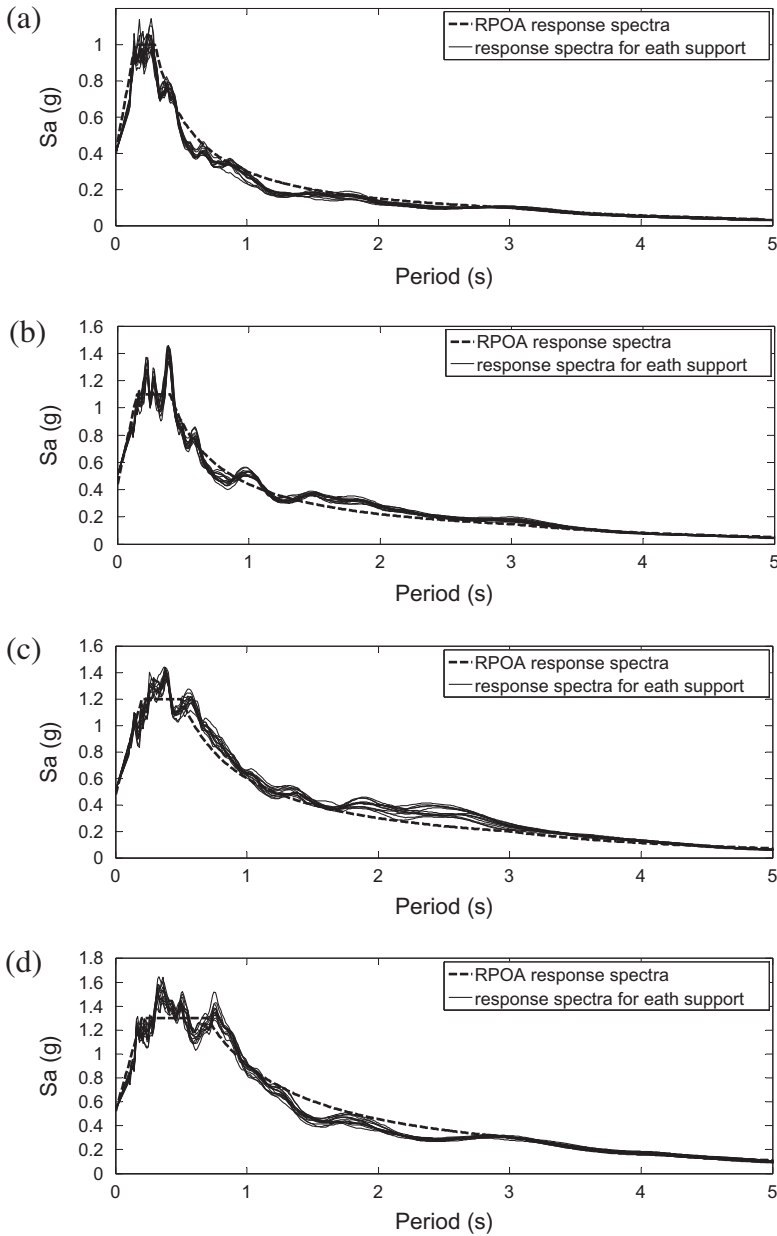 (a)
RPOA response spectra
response spectra for eath support
1
0.8
0.6
0.4
0.2
0
Sa (g)
0 1 2 3 4 5
Period (s)
(b)
RPOA response spectra
response spectra for eath support
1.6
1.4
1.2
1
0.8
0.6
0.4
0.2
0
Sa (g)
0 1 2 3 4 5
Period (s)
(c)
RPOA response spectra
response spectra for eath support
1.6
1.4
1.2
1
0.8
0.6
0.4
0.2
0
Sa (g)
0 1 2 3 4 5
Period (s)
(d)
RPOA response spectra
response spectra for eath support
1.8
1.6
1.4
1.2
1
0.8
0.6
0.4
0.2
0
Sa (g)
0 1 2 3 4 5
Period (s)